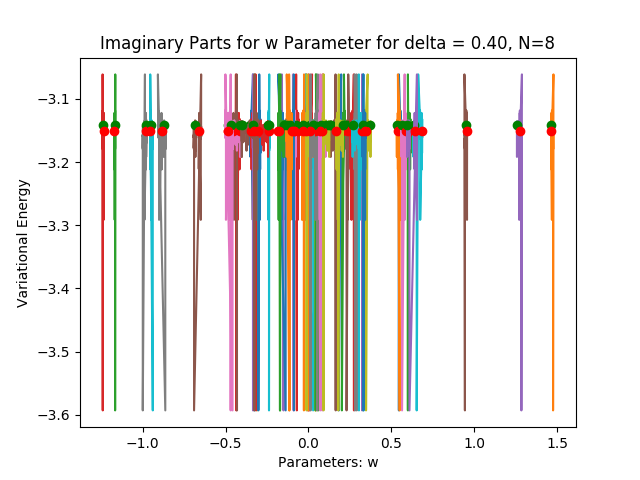 Imaginary Parts for w Parameter for delta = 0.40, N=8
Variational Energy
−3.1
−3.2
−3.3
−3.4
−3.5
−3.6
−1.0 −0.5 0.0 0.5 1.0 1.5
Parameters: w